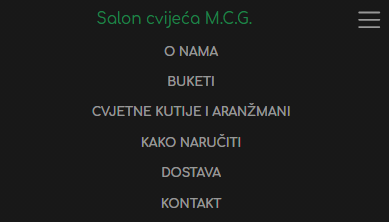 Salon cvijeća M.C.G.
O NAMA
BUKETI
CVJETNE KUTIJE I ARANŽMANI
KAKO NARUČITI
DOSTAVA
KONTAKT